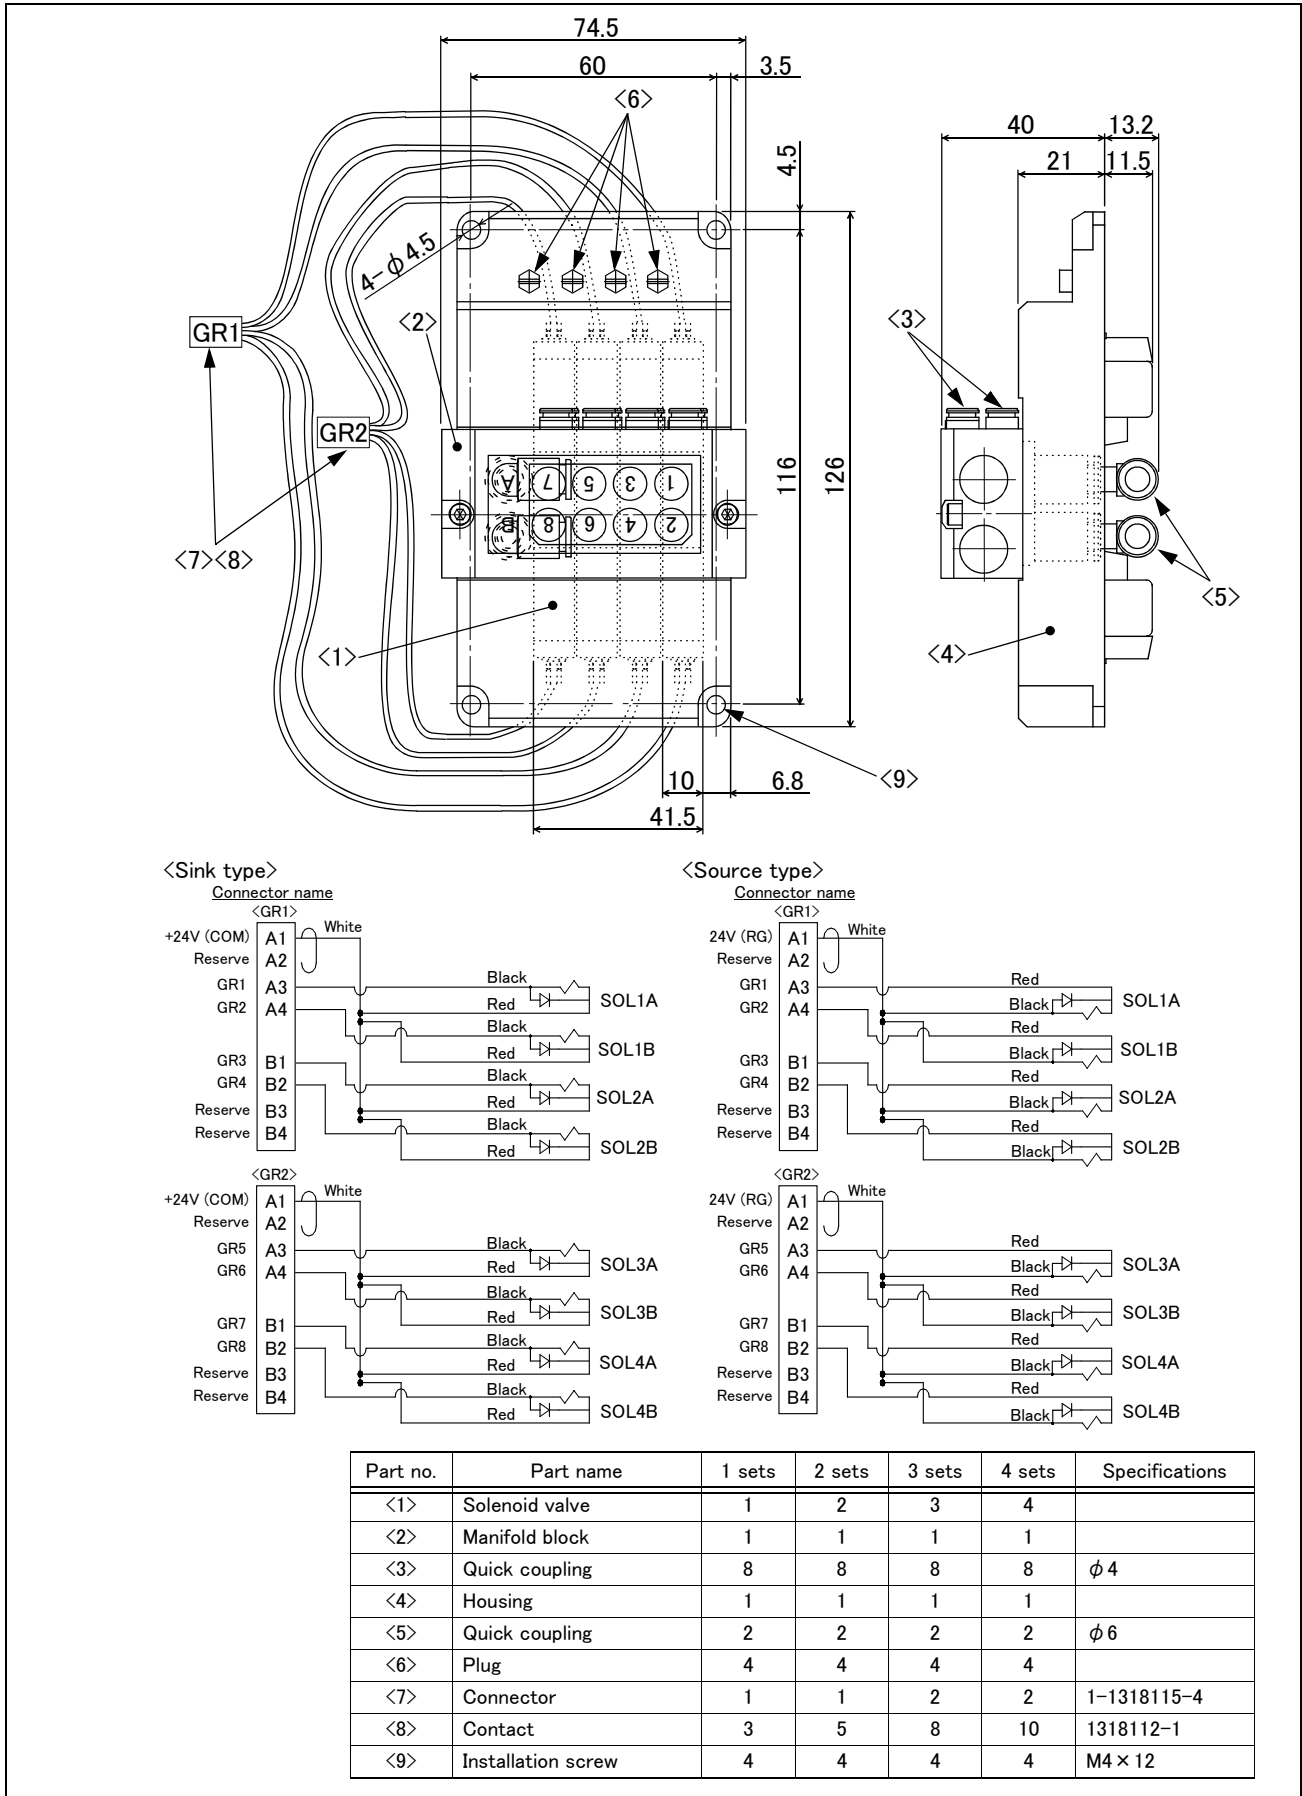 74.5
60
3.5
<6>
40
13.2
4.5
21
11.5
4-φ4.5
GR1
<2>
<3>
GR2
A
7
5
3
1
116
126
B
8
6
4
2
<7><8>
<5>
<1>
<4>
10
6.8
<9>
41.5
<Sink type>
Connector name
<GR1>
+24V (COM) A1 White
Reserve A2
GR1 A3 Black
Red SOL1A
GR2 A4
Black
Red SOL1B
GR3 B1
Black
GR4 B2
Red SOL2A
Reserve B3
Black
Reserve B4
Red SOL2B
<GR2>
+24V (COM) A1 White
Reserve A2
GR5 A3 Black
Red SOL3A
GR6 A4
Black
Red SOL3B
GR7 B1
Black
GR8 B2
Red SOL4A
Reserve B3
Black
Reserve B4
Red SOL4B
<Source type>
Connector name
<GR1>
24V (RG) A1 White
Reserve A2
GR1 A3 Red
Black SOL1A
GR2 A4
Red
Black SOL1B
GR3 B1
Red
GR4 B2
Black SOL2A
Reserve B3
Red
Reserve B4
Black SOL2B
<GR2>
24V (RG) A1 White
Reserve A2
GR5 A3 Red
Black SOL3A
GR6 A4
Red
Black SOL3B
GR7 B1
Red
GR8 B2
Black SOL4A
Reserve B3
Red
Reserve B4
Black SOL4B
Part no. Part name 1 sets 2 sets 3 sets 4 sets Specifications
<1> Solenoid valve 1 2 3 4
<2> Manifold block 1 1 1 1
<3> Quick coupling 8 8 8 8 φ4
<4> Housing 1 1 1 1
<5> Quick coupling 2 2 2 2 φ6
<6> Plug 4 4 4 4
<7> Connector 1 1 2 2 1-1318115-4
<8> Contact 3 5 8 10 1318112-1
<9> Installation screw 4 4 4 4 M4×12